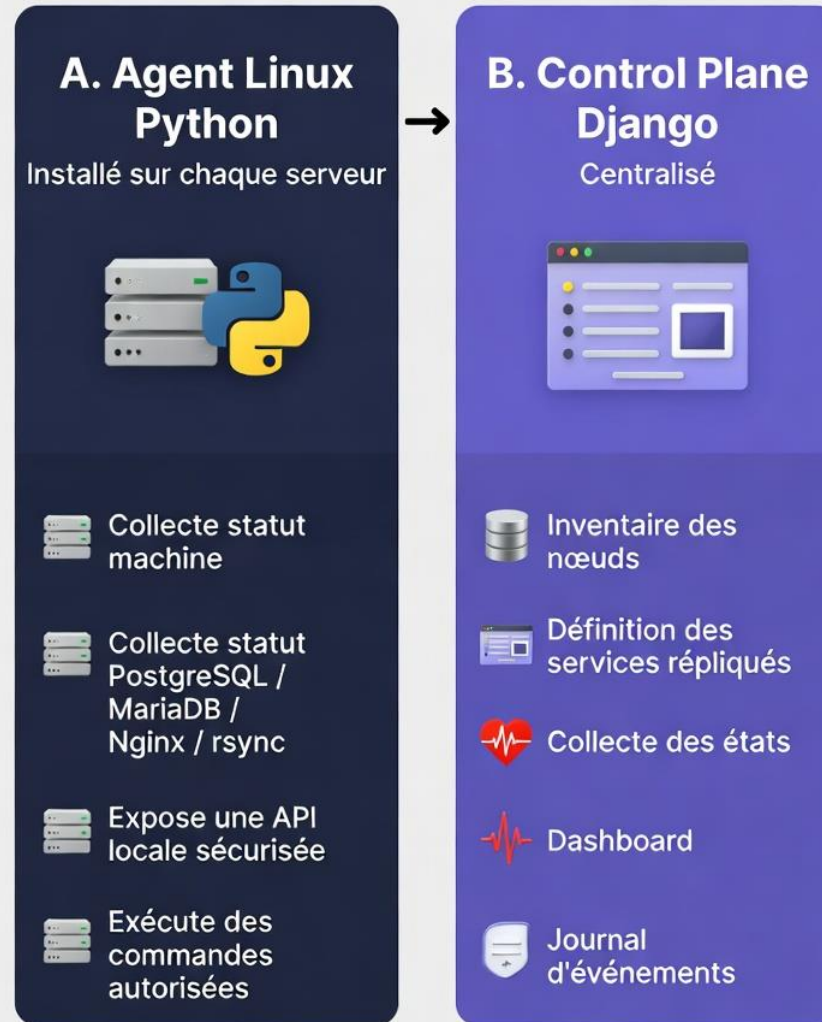 A. Agent Linux
Python
Installé sur chaque serveur
Collecte statut
machine
Collecte statut
PostgreSQL /
MariaDB /
Nginx / rsync
Expose une API
locale sécurisée
Exécute des
commandes
autorisées
→
B. Control Plane
Django
Centralisé
Inventaire des
nœuds
Définition des
services répliqués
Collecte des états
Dashboard
Journal
d'événements